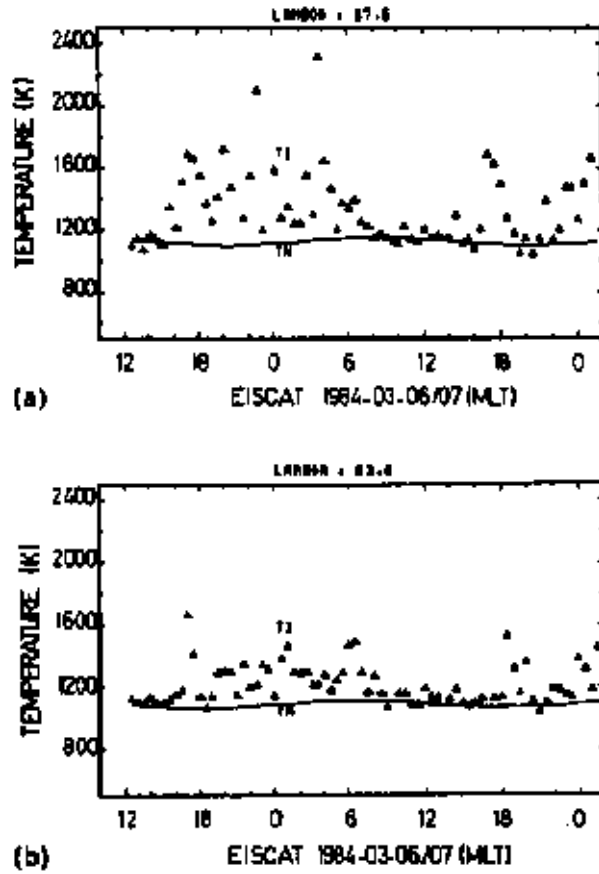 2400
2000
1600
1200
800
TEMPERATURE (K)
TI
TN
12 18 0 6 12 18 0
(a) EISCAT 1984-03-06/07 (MLT)
2400
2000
1600
1200
800
TEMPERATURE (K)
TI
TN
12 18 0 6 12 18 0
(b) EISCAT 1984-03-06/07 (MLT)